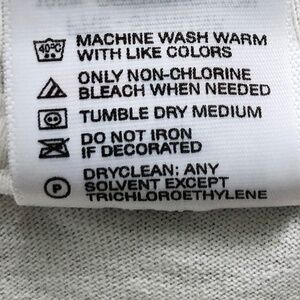 40°C MACHINE WASH WARM
WITH LIKE COLORS
ONLY NON-CHLORINE
BLEACH WHEN NEEDED
TUMBLE DRY MEDIUM
DO NOT IRON
IF DECORATED
P DRYCLEAN: ANY
SOLVENT EXCEPT
TRICHLOROETHYLENE